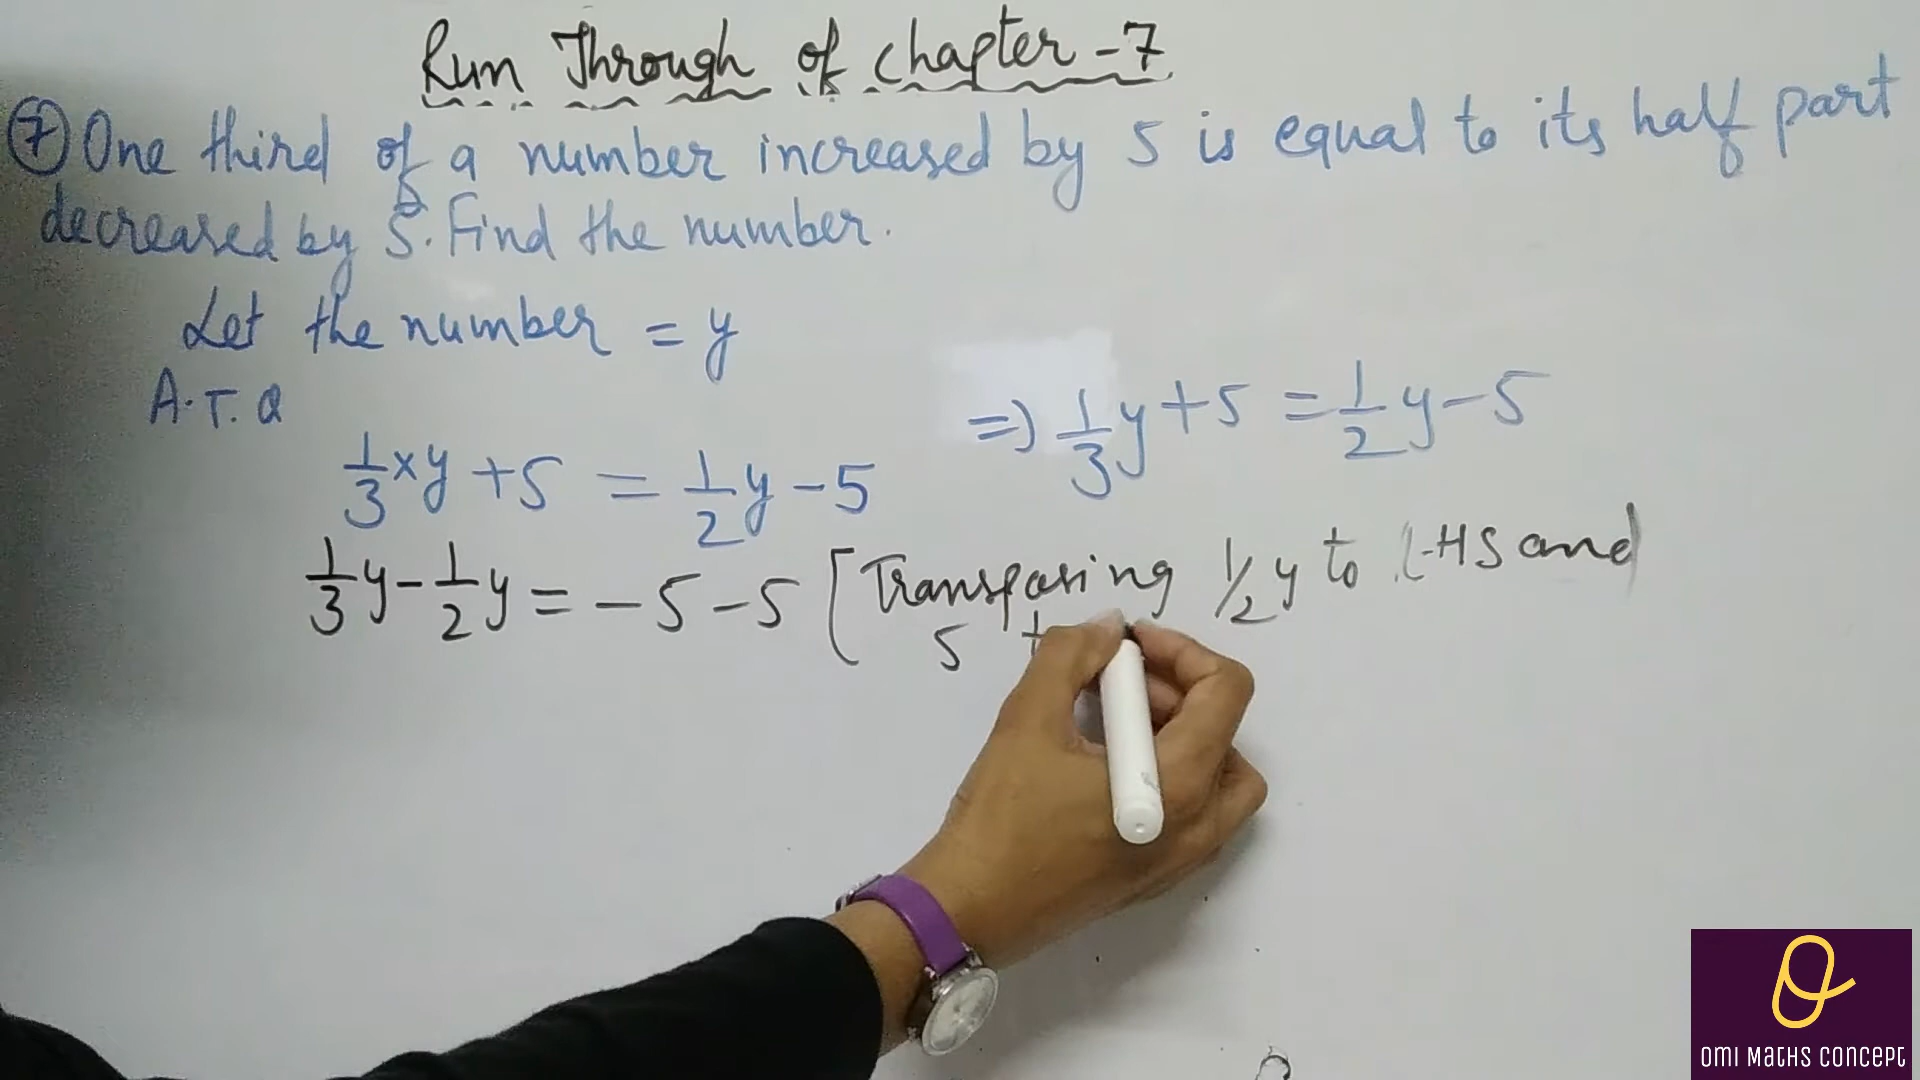 Run Through of chapter-7
⑦ One third of a number increased by 5 is equal to its half part
decreased by 5. Find the number.
Let the number = y
A.T.Q
1/3 × y + 5 = 1/2 y - 5
=> 1/3 y + 5 = 1/2 y - 5
1/3 y - 1/2 y = -5 - 5 [Transposing 1/2 y to LHS and
5 t
OMI MATHS CONCEPT